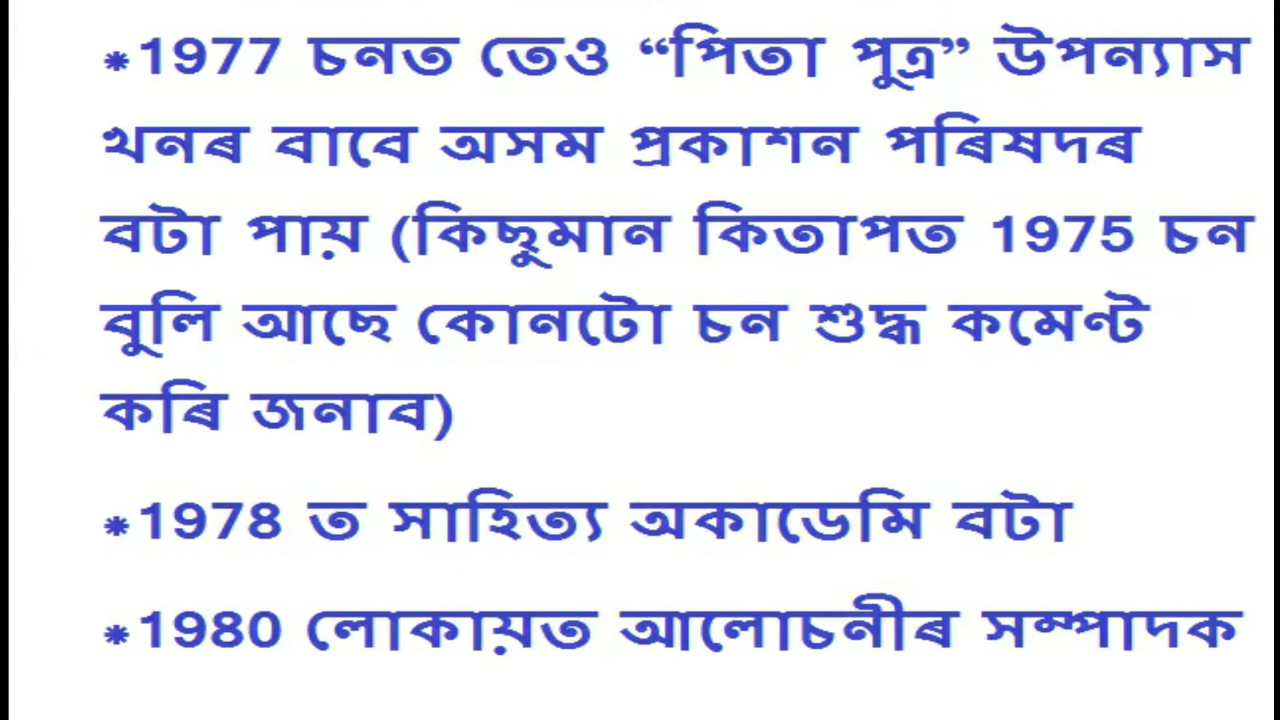 *1977 চনত তেও “পিতা পুত্ৰ” উপন্যাস
খনৰ বাবে অসম প্ৰকাশন পৰিষদৰ
বটা পায় (কিছুমান কিতাপত 1975 চন
বুলি আছে কোনটো চন শুদ্ধ কমেণ্ট
কৰি জনাব)
*1978 ত সাহিত্য অকাডেমি বটা
*1980 লোকায়ত আলোচনীৰ সম্পাদক